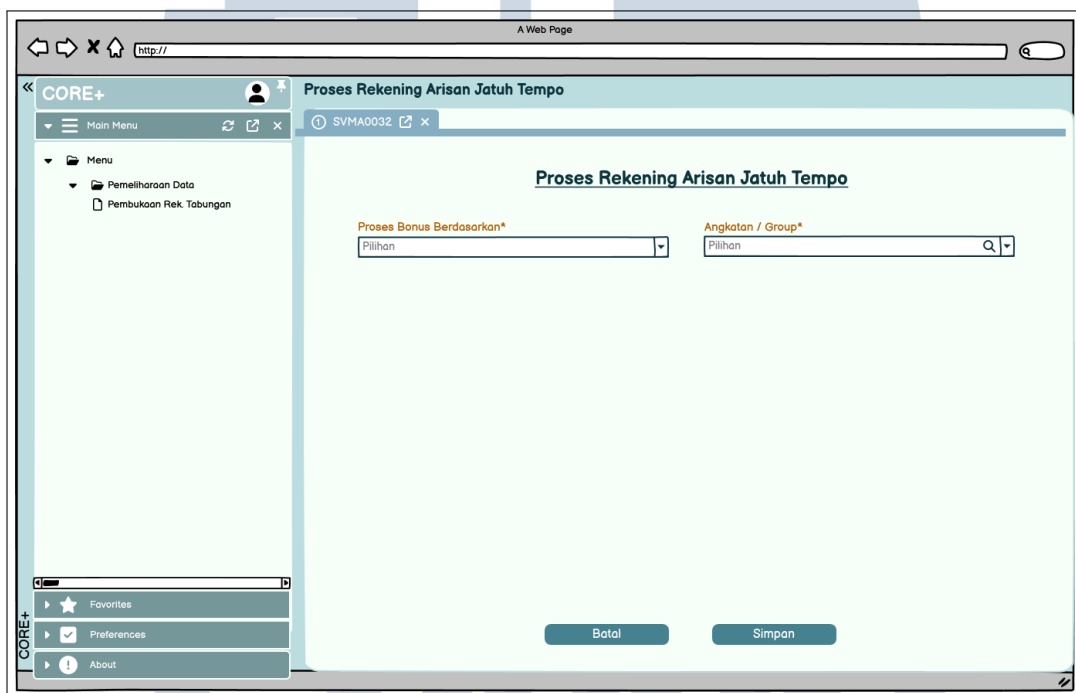 A Web Page
http://
CORE+
Proses Rekening Arisan Jatuh Tempo
Main Menu
1 SVMA0032
Menu
Pemeliharaan Data
Pembukaan Rek. Tabungan
Proses Rekening Arisan Jatuh Tempo
Proses Bonus Berdasarkan*
Angkatan / Group*
Pilihan
Pilihan
Favorites
Preferences
About
CORE+
Batal
Simpan